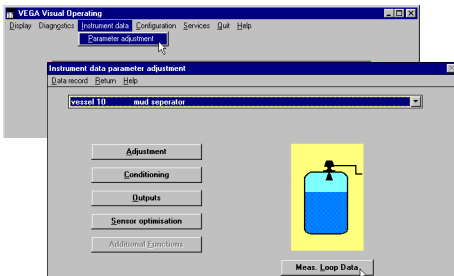 VEGA Visual Operating
Display Diagnostics Instrument data Configuration Services Quit Help
Parameter adjustment
Instrument data parameter adjustment
Data record Return Help
vessel 10 mud seperator
Adjustment
Conditioning
Outputs
Sensor optimisation
Additional Functions
Meas. Loop Data